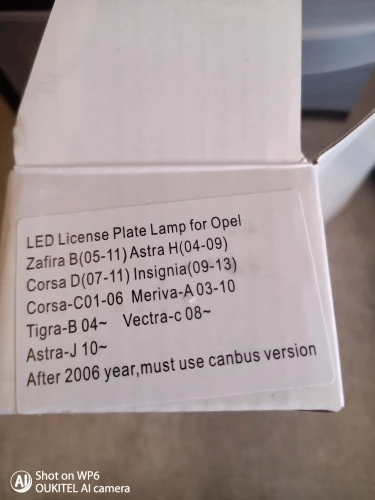 LED License Plate Lamp for Opel
Zafira B(05-11) Astra H(04-09)
Corsa D(07-11) Insignia(09-13)
Corsa-C01-06 Meriva-A 03-10
Tigra-B 04~ Vectra-c 08~
Astra-J 10~
After 2006 year,must use canbus version
Shot on WP6
OUKITEL AI camera